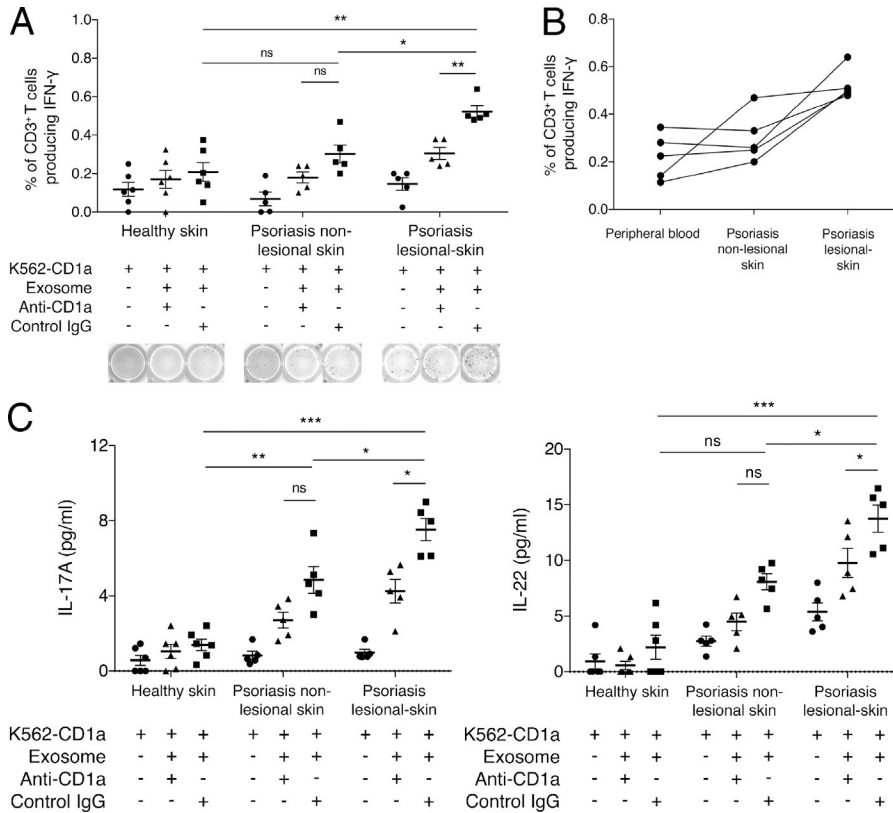 A
% of CD3+ T cells
producing IFN-γ
1.0
0.8
0.6
0.4
0.2
0.0
**
ns
*
ns
**
Healthy skin
Psoriasis non-
lesional skin
Psoriasis
lesional-skin
K562-CD1a + + + + + + + + +
Exosome - + + - + + - + +
Anti-CD1a - + - - + - - + -
Control IgG - - + - - + - - +
B
% of CD3+ T cells
producing IFN-γ
0.8
0.6
0.4
0.2
0.0
Peripheral blood
Psoriasis
non-lesional
skin
Psoriasis
lesional-
skin
C
IL-17A (pg/ml)
12
8
4
0
***
**
*
ns
*
Healthy skin
Psoriasis non-
lesional skin
Psoriasis
lesional-skin
K562-CD1a + + + + + + + + +
Exosome - + + - + + - + +
Anti-CD1a - + - - + - - + -
Control IgG - - + - - + - - +
IL-22 (pg/ml)
20
15
10
5
0
***
ns
*
ns
*
Healthy skin
Psoriasis non-
lesional skin
Psoriasis
lesional-skin
K562-CD1a + + + + + + + + +
Exosome - + + - + + - + +
Anti-CD1a - + - - + - - + -
Control IgG - - + - - + - - +